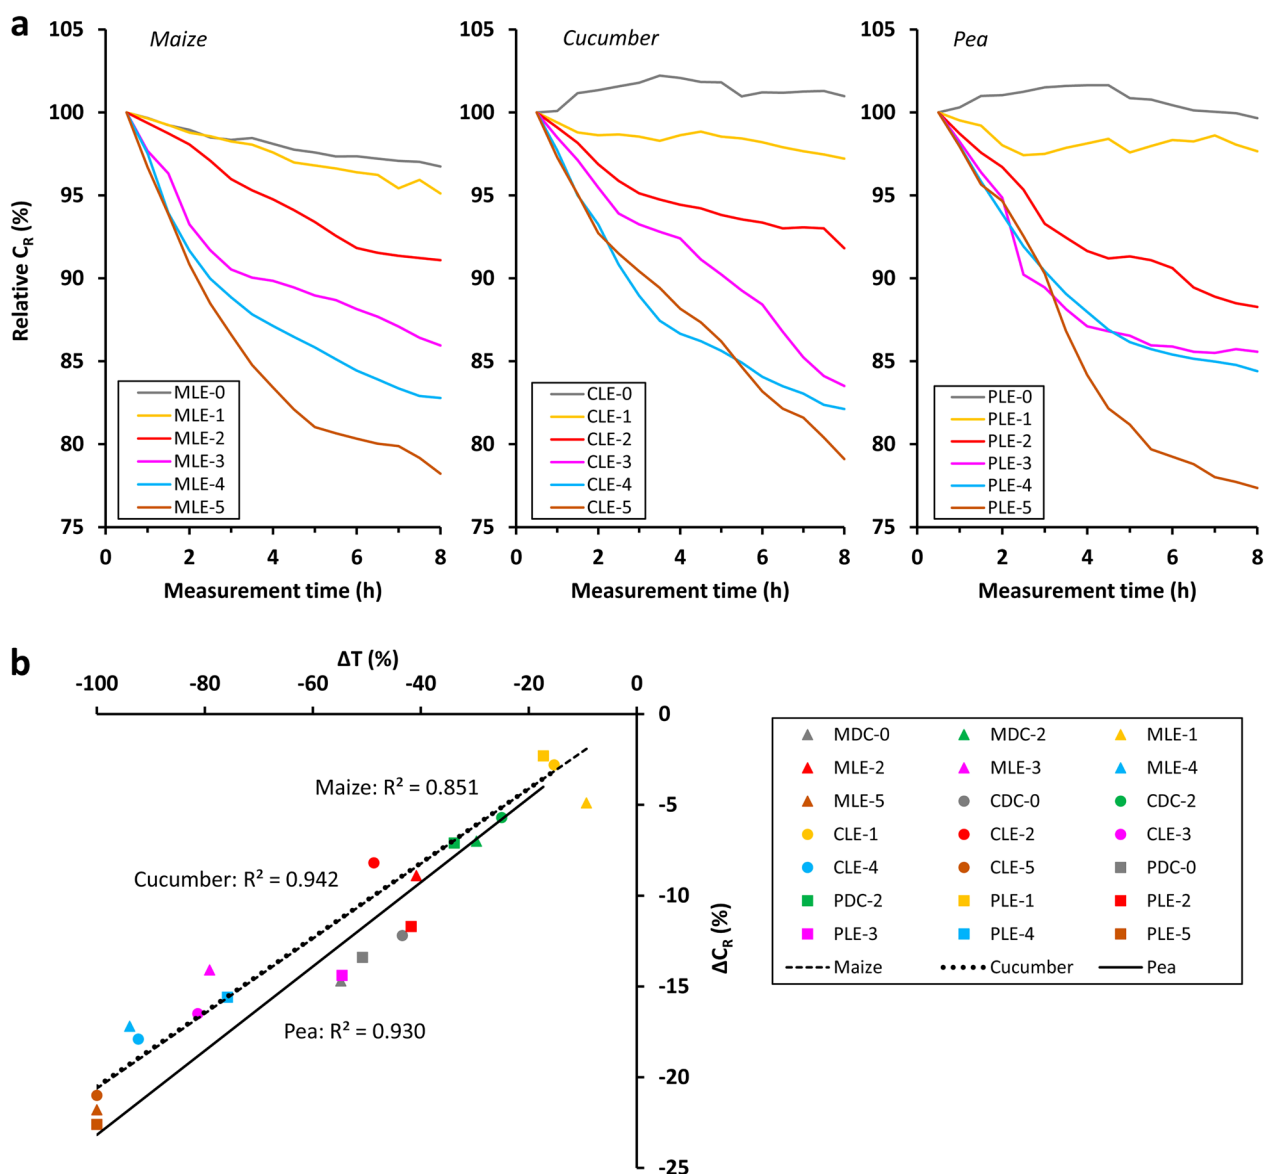 a
Maize
Cucumber
Pea
105
100
95
90
85
80
75
Relative CR (%)
MLE-0
MLE-1
MLE-2
MLE-3
MLE-4
MLE-5
0 2 4 6 8
Measurement time (h)
105
100
95
90
85
80
75
CLE-0
CLE-1
CLE-2
CLE-3
CLE-4
CLE-5
0 2 4 6 8
Measurement time (h)
105
100
95
90
85
80
75
PLE-0
PLE-1
PLE-2
PLE-3
PLE-4
PLE-5
0 2 4 6 8
Measurement time (h)
b
ΔT (%)
-100 -80 -60 -40 -20 0
0
-5
-10
-15
-20
-25
ΔCR (%)
Maize: R² = 0.851
Cucumber: R² = 0.942
Pea: R² = 0.930
MDC-0 MDC-2 MLE-1
MLE-2 MLE-3 MLE-4
MLE-5 CDC-0 CDC-2
CLE-1 CLE-2 CLE-3
CLE-4 CLE-5 PDC-0
PDC-2 PLE-1 PLE-2
PLE-3 PLE-4 PLE-5
Maize Cucumber Pea